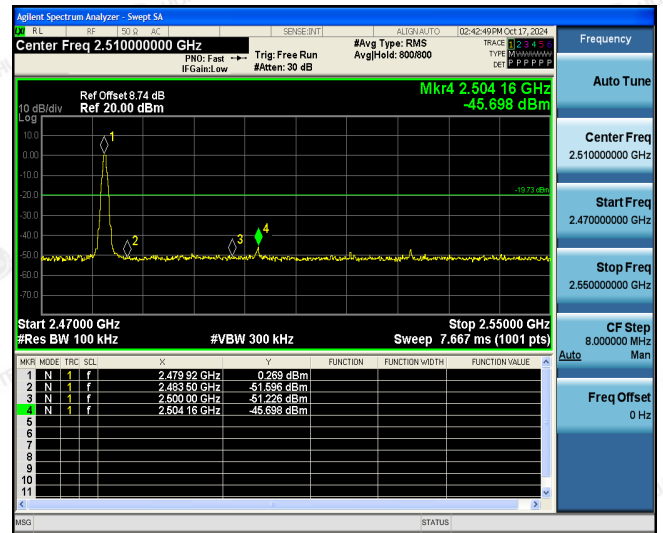 Agilent Spectrum Analyzer - Swept SA
LXI RL RF 50 Ω AC SENSE:INT ALIGNAUTO 02:42:49PM Oct 17, 2024
Center Freq 2.510000000 GHz
PNO: Fast
IFGain:Low
Trig: Free Run
#Atten: 30 dB
#Avg Type: RMS
Avg|Hold: 800/800
TRACE 1 2 3 4 5 6
TYPE MWWWWW
DET P P P P P P
Mkr4 2.504 16 GHz
-45.698 dBm
Ref Offset 8.74 dB
10 dB/div Ref 20.00 dBm
Log
10.0
0.00
-10.0
-20.0
-30.0
-40.0
-50.0
-60.0
-70.0
1
2
3
4
-19.73 dBm
Start 2.47000 GHz Stop 2.55000 GHz
#Res BW 100 kHz #VBW 300 kHz Sweep 7.667 ms (1001 pts)
MKR MODE TRC SCL X Y FUNCTION FUNCTION WIDTH FUNCTION VALUE
1 N 1 f 2.479 92 GHz 0.269 dBm
2 N 1 f 2.483 50 GHz -51.596 dBm
3 N 1 f 2.500 00 GHz -51.226 dBm
4 N 1 f 2.504 16 GHz -45.698 dBm
5
6
7
8
9
10
11
MSG STATUS
Frequency
Auto Tune
Center Freq
2.510000000 GHz
Start Freq
2.470000000 GHz
Stop Freq
2.550000000 GHz
CF Step
8.000000 MHz
Auto Man
Freq Offset
0 Hz